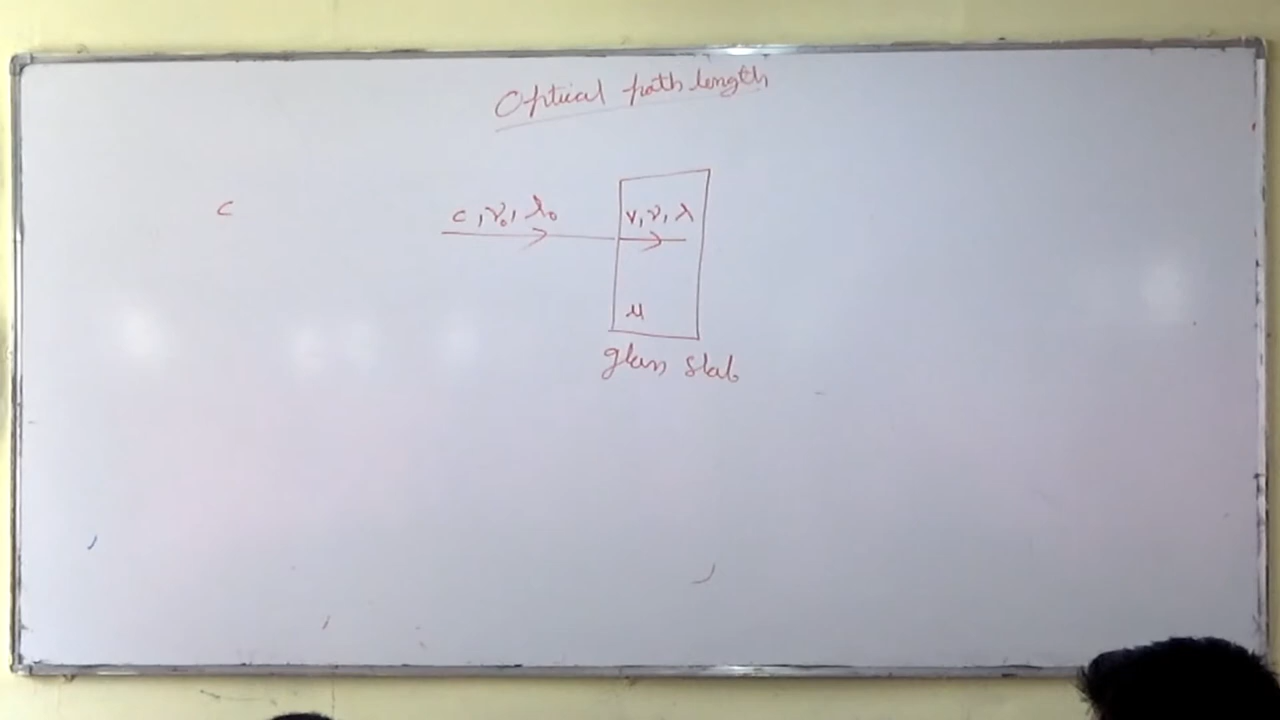 Optical path length
c
c, ν₀, λ₀
v, ν, λ
μ
glass slab